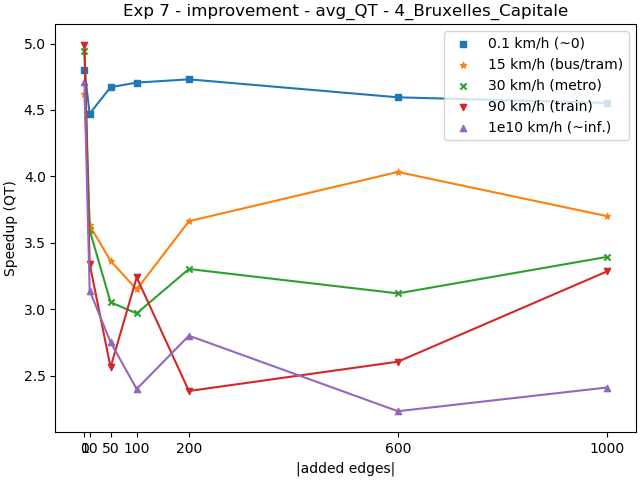 Exp 7 - improvement - avg_QT - 4_Bruxelles_Capitale
0.1 km/h (~0)
15 km/h (bus/tram)
30 km/h (metro)
90 km/h (train)
1e10 km/h (~inf.)
Speedup (QT)
5.0
4.5
4.0
3.5
3.0
2.5
0 10 50 100 200 600 1000
|added edges|